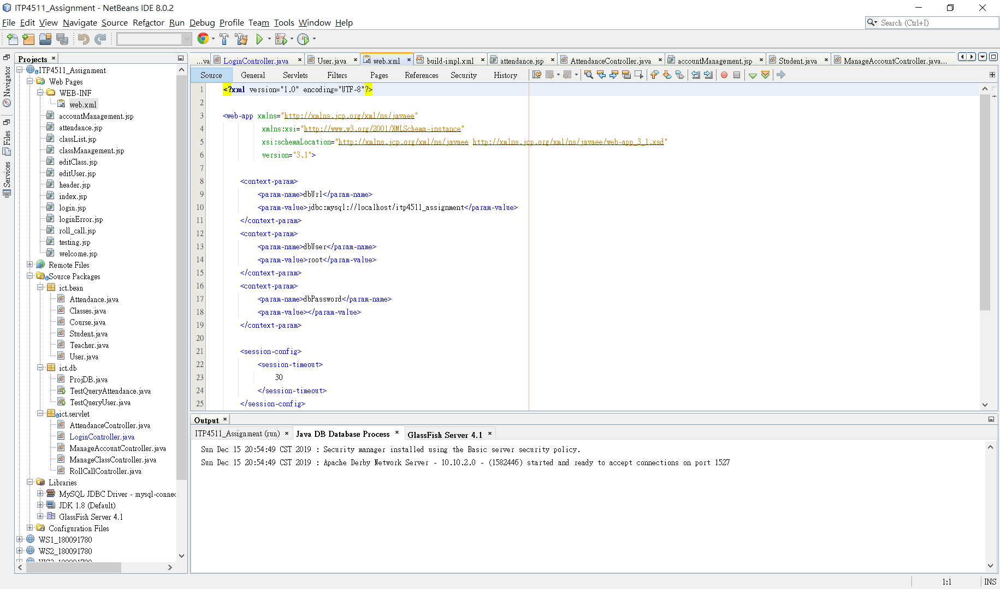 ITP4511_Assignment - NetBeans IDE 8.0.2
File Edit View Navigate Source Refactor Run Debug Profile Team Tools Window Help
Search (Ctrl+I)
Navigator
Files
Services
Projects
ITP4511_Assignment
Web Pages
WEB-INF
web.xml
accountManagement.jsp
attendance.jsp
classList.jsp
classManagement.jsp
editClass.jsp
editUser.jsp
header.jsp
index.jsp
login.jsp
loginError.jsp
roll_call.jsp
testing.jsp
welcome.jsp
Remote Files
Source Packages
ict.bean
Attendance.java
Classes.java
Course.java
Student.java
Teacher.java
User.java
ict.db
ProjDB.java
TestQueryAttendance.java
TestQueryUser.java
ict.servlet
AttendanceController.java
LoginController.java
ManageAccountController.java
ManageClassController.java
RollCallController.java
Libraries
MySQL JDBC Driver - mysql-connec
JDK 1.8 (Default)
GlassFish Server 4.1
Configuration Files
WS1_180091780
WS2_180091780
...va LoginController.java User.java web.xml build-impl.xml attendance.jsp AttendanceController.java accountManagement.jsp Student.java ManageAccountController.java...
Source General Servlets Filters Pages References Security History
1 <?xml version="1.0" encoding="UTF-8"?>
2
3 <web-app xmlns="http://xmlns.jcp.org/xml/ns/javaee"
4 xmlns:xsi="http://www.w3.org/2001/XMLSchema-instance"
5 xsi:schemaLocation="http://xmlns.jcp.org/xml/ns/javaee http://xmlns.jcp.org/xml/ns/javaee/web-app_3_1.xsd"
6 version="3.1">
7
8 <context-param>
9 <param-name>dbUrl</param-name>
10 <param-value>jdbc:mysql://localhost/itp4511_assignment</param-value>
11 </context-param>
12 <context-param>
13 <param-name>dbUser</param-name>
14 <param-value>root</param-value>
15 </context-param>
16 <context-param>
17 <param-name>dbPassword</param-name>
18 <param-value></param-value>
19 </context-param>
20
21 <session-config>
22 <session-timeout>
23 30
24 </session-timeout>
25 </session-config>
Output
ITP4511_Assignment (run) Java DB Database Process GlassFish Server 4.1
Sun Dec 15 20:54:49 CST 2019 : Security manager installed using the Basic server security policy.
Sun Dec 15 20:54:49 CST 2019 : Apache Derby Network Server - 10.10.2.0 - (1582446) started and ready to accept connections on port 1527
1:1 INS